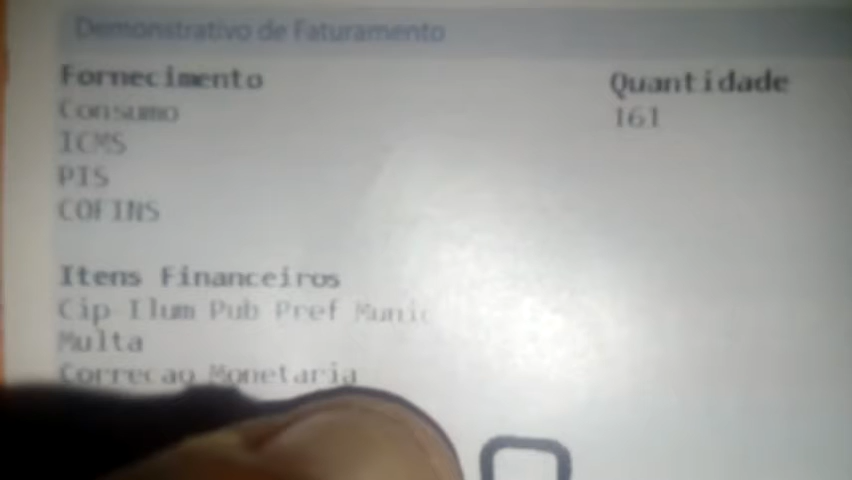 Demonstrativo de Faturamento
Fornecimento Quantidade
Consumo 161
ICMS
PIS
COFINS
Itens Financeiros
Cip Ilum Pub Pref Munic
Multa
Correcao Monetaria